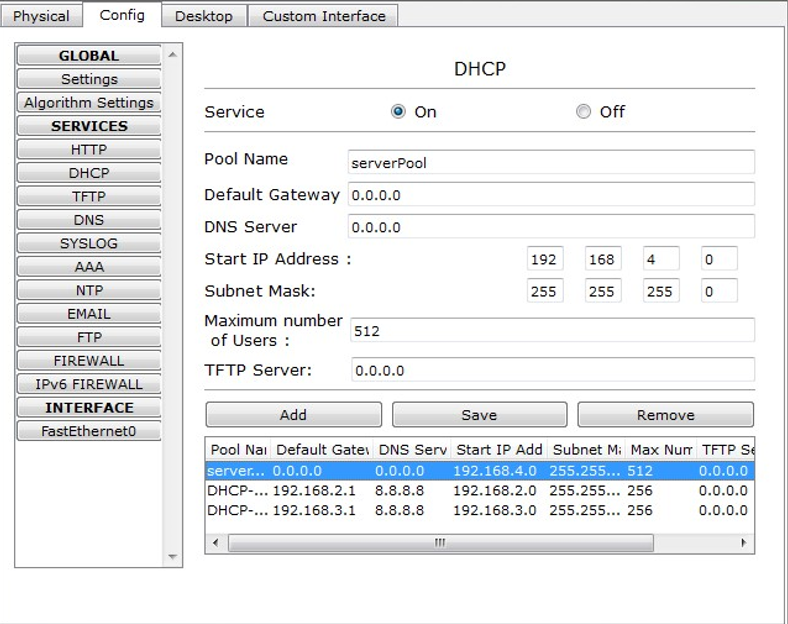 Physical Config Desktop Custom Interface
GLOBAL
Settings
Algorithm Settings
SERVICES
HTTP
DHCP
TFTP
DNS
SYSLOG
AAA
NTP
EMAIL
FTP
FIREWALL
IPv6 FIREWALL
INTERFACE
FastEthernet0
DHCP
Service On Off
Pool Name serverPool
Default Gateway 0.0.0.0
DNS Server 0.0.0.0
Start IP Address : 192 168 4 0
Subnet Mask: 255 255 255 0
Maximum number
of Users : 512
TFTP Server: 0.0.0.0
Add Save Remove
Pool Nai Default Gatew DNS Serv Start IP Add Subnet Ma Max Num TFTP Se
server... 0.0.0.0 0.0.0.0 192.168.4.0 255.255... 512 0.0.0.0
DHCP-... 192.168.2.1 8.8.8.8 192.168.2.0 255.255... 256 0.0.0.0
DHCP-... 192.168.3.1 8.8.8.8 192.168.3.0 255.255... 256 0.0.0.0